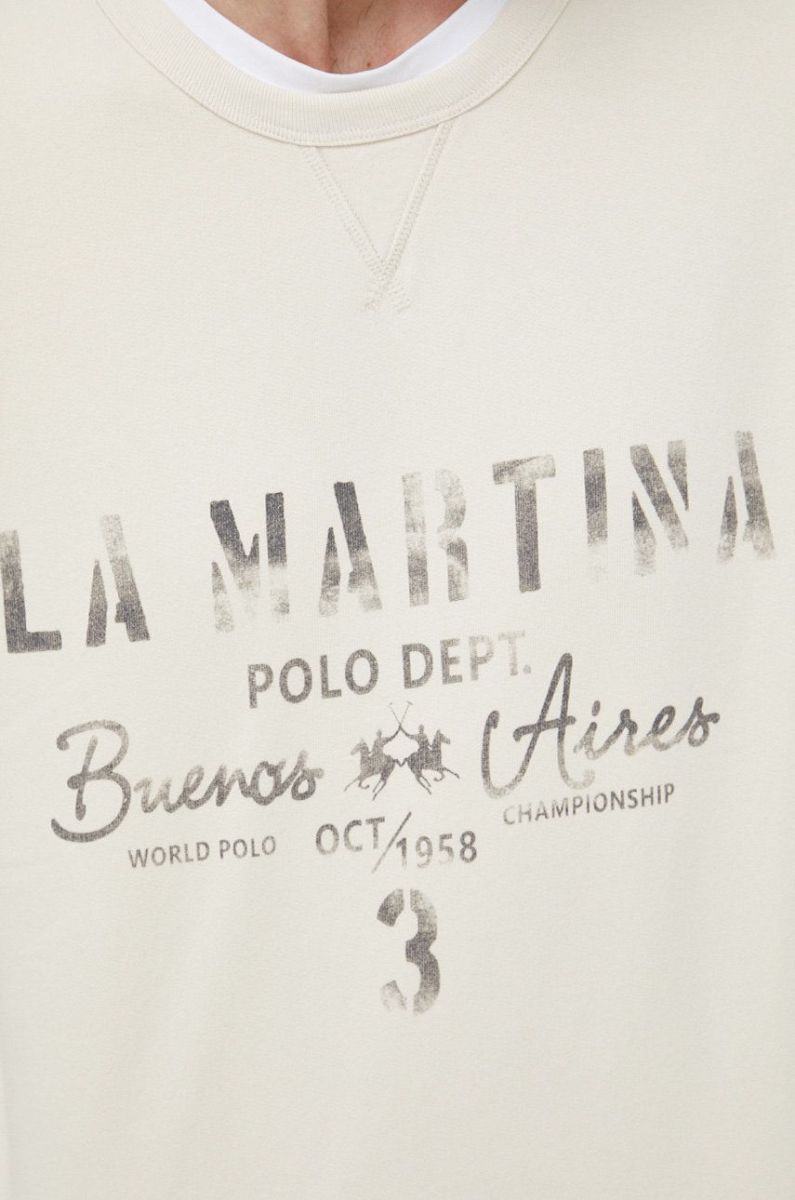 LA MARTINA
POLO DEPT.
Buenos Aires
WORLD POLO OCT/1958 CHAMPIONSHIP
3